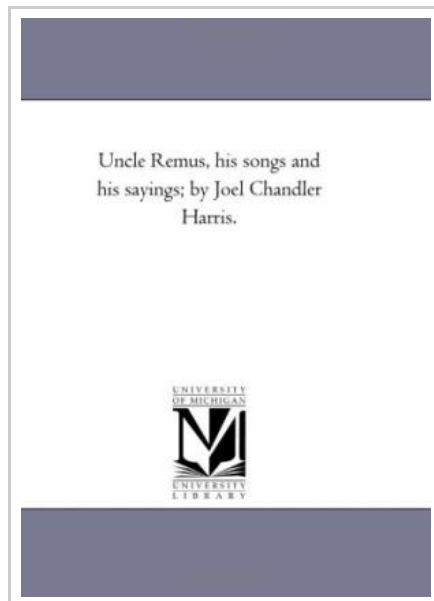 Uncle Remus, his songs and
his sayings; by Joel Chandler
Harris.
UNIVERSITY
OF MICHIGAN
M
UNIVERSITY
LIBRARY